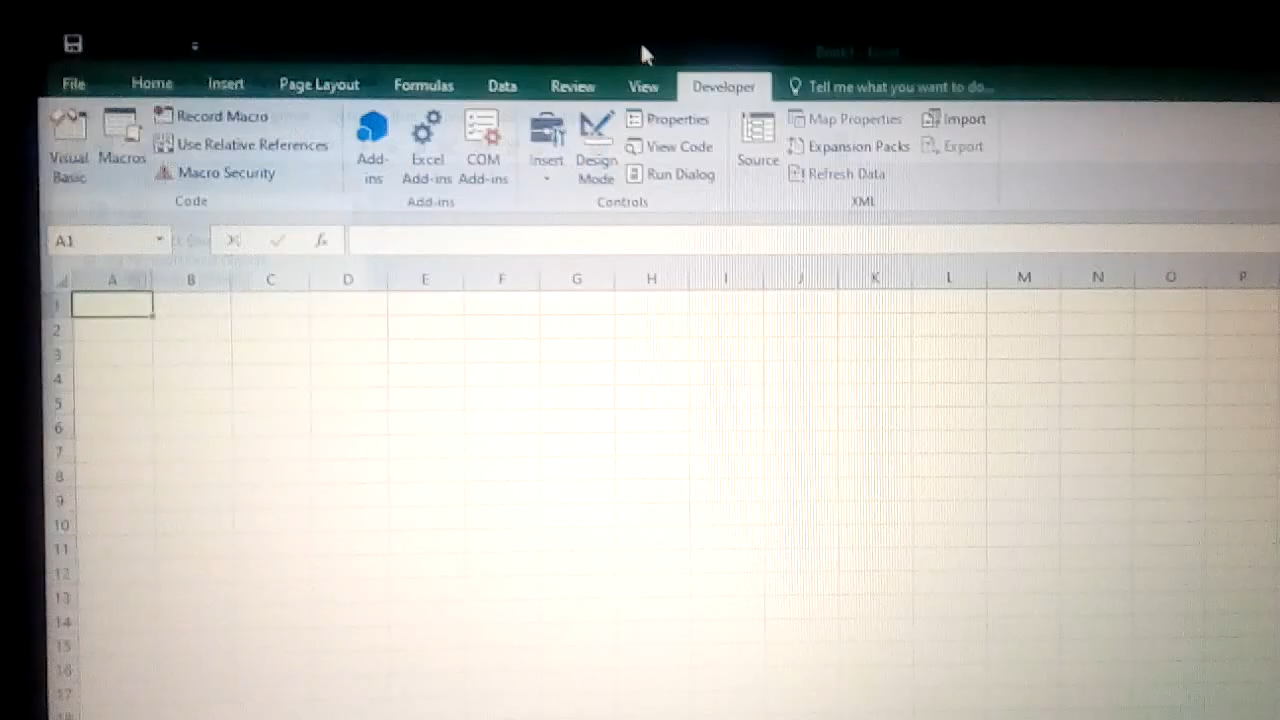 Book1 - Excel
File Home Insert Page Layout Formulas Data Review View Developer Tell me what you want to do...
Visual Basic
Macros
Record Macro
Use Relative References
Macro Security
Code
Add-ins
Excel Add-ins
COM Add-ins
Add-ins
Insert
Design Mode
Properties
View Code
Run Dialog
Controls
Source
Map Properties
Expansion Packs
Refresh Data
Import
Export
XML
A1 fx
A B C D E F G H I J K L M N O P
1
2
3
4
5
6
7
8
9
10
11
12
13
14
15
16
17
18